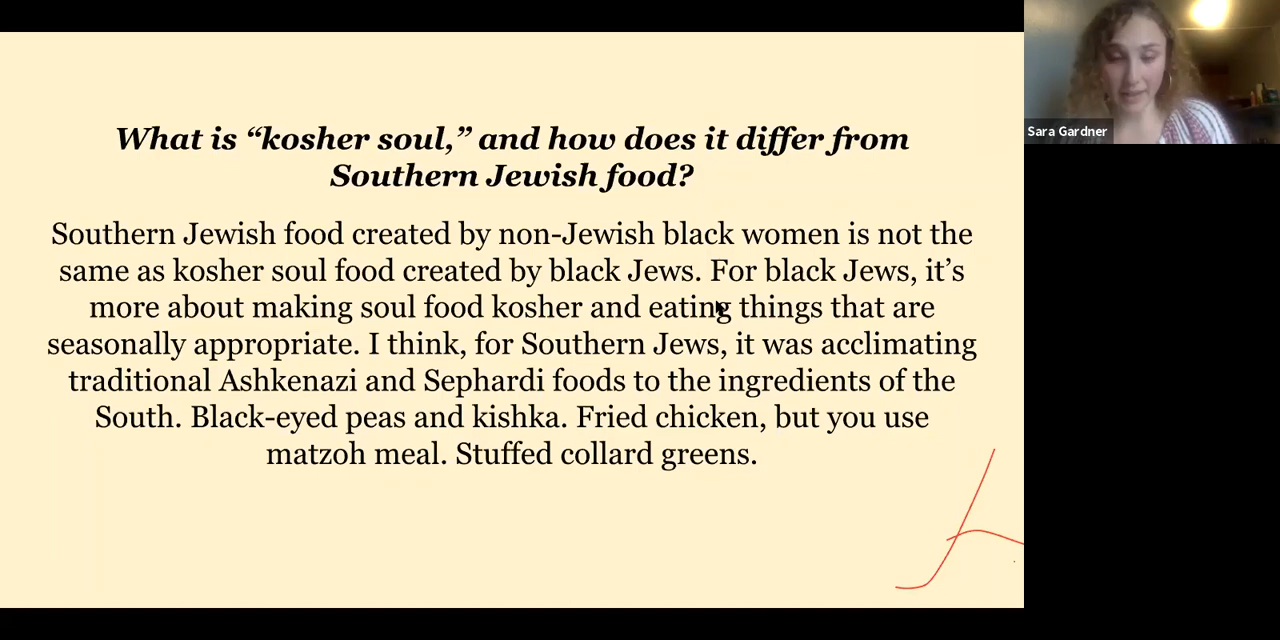 What is “kosher soul,” and how does it differ from
Southern Jewish food?
Southern Jewish food created by non-Jewish black women is not the
same as kosher soul food created by black Jews. For black Jews, it’s
more about making soul food kosher and eating things that are
seasonally appropriate. I think, for Southern Jews, it was acclimating
traditional Ashkenazi and Sephardi foods to the ingredients of the
South. Black-eyed peas and kishka. Fried chicken, but you use
matzoh meal. Stuffed collard greens.
Sara Gardner